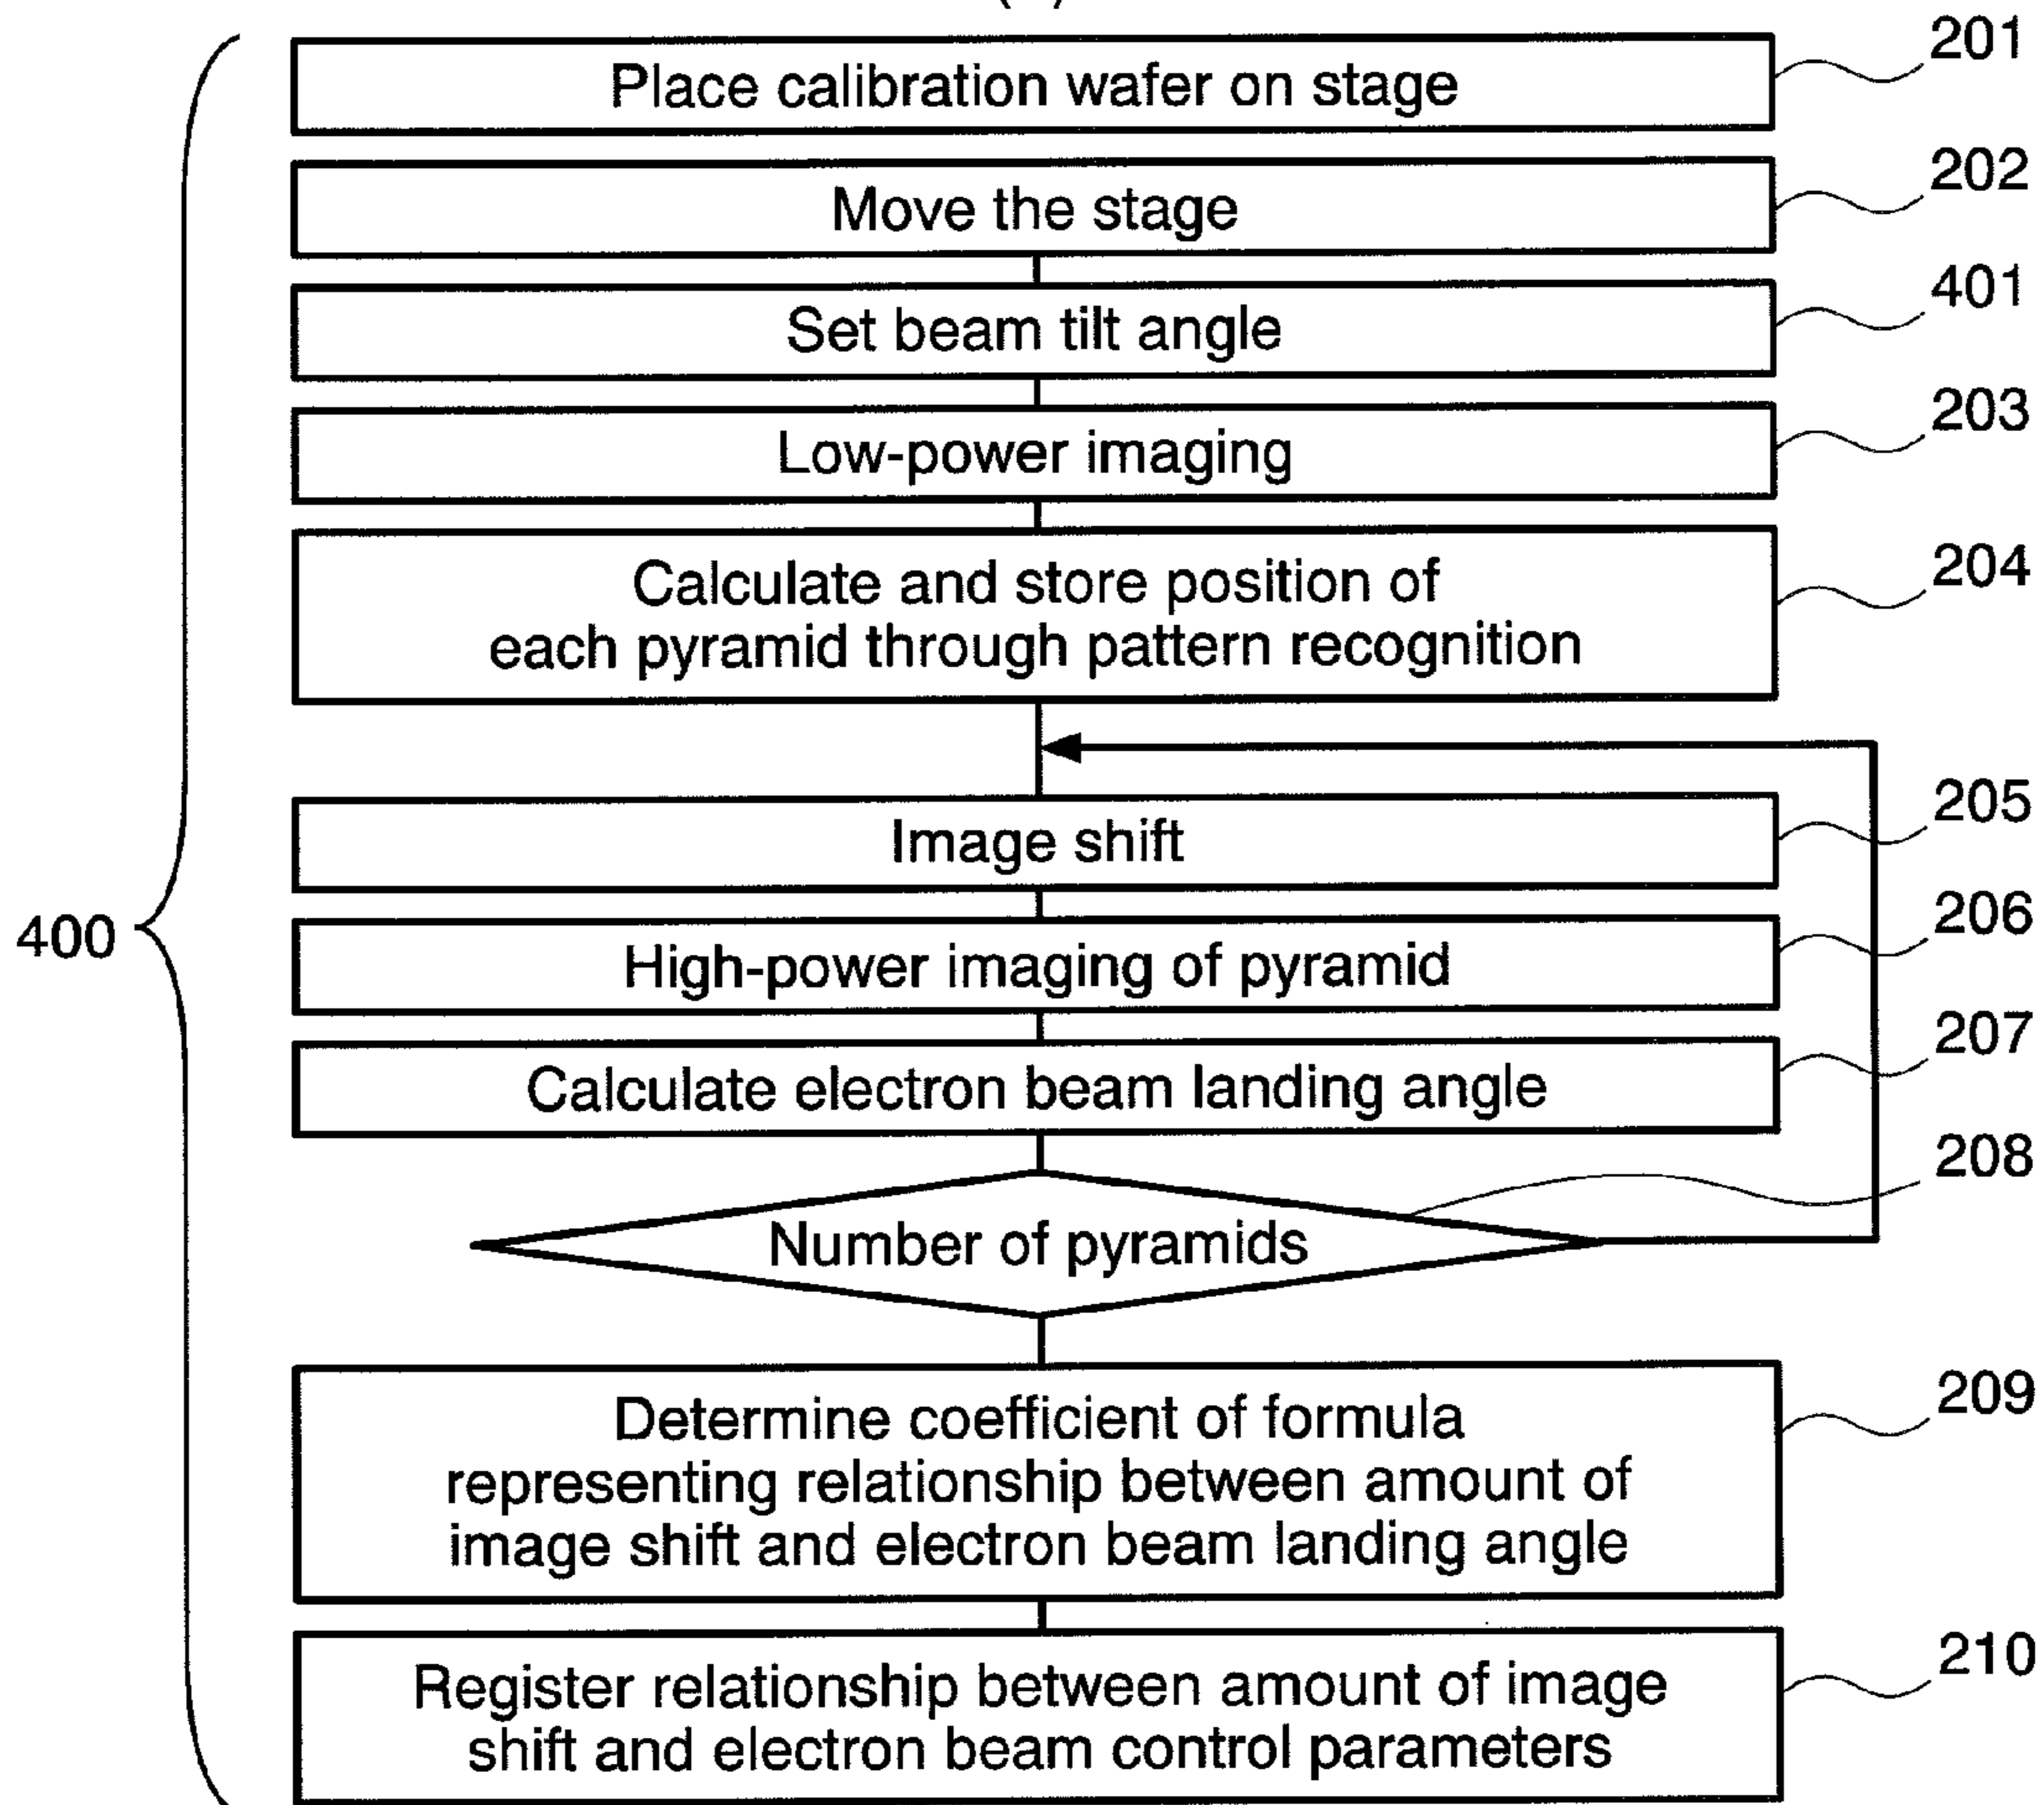 201
Place calibration wafer on stage
202
Move the stage
401
Set beam tilt angle
203
Low-power imaging
204
Calculate and store position of
each pyramid through pattern recognition
205
Image shift
206
400
High-power imaging of pyramid
207
Calculate electron beam landing angle
208
Number of pyramids
209
Determine coefficient of formula
representing relationship between amount of
image shift and electron beam landing angle
210
Register relationship between amount of image
shift and electron beam control parameters